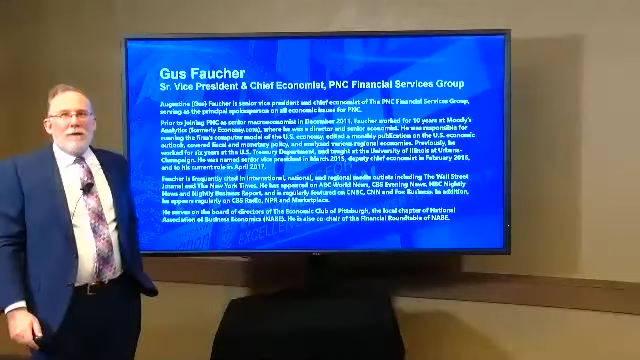 Gus Faucher
Sr. Vice President & Chief Economist, PNC Financial Services Group
Augustine (Gus) Faucher is senior vice president and chief economist of The PNC Financial Services Group,
serving as the principal spokesperson on all economic issues for PNC.
Prior to joining PNC as senior macroeconomist in December 2011, Faucher worked for 10 years at Moody's
Analytics (formerly Economy.com), where he was a director and senior economist. He was responsible for
running the firm's computer model of the U.S. economy, edited a monthly publication on the U.S. economic
outlook, covered fiscal and monetary policy, and analyzed various regional economies. Previously, he
worked for six years at the U.S. Treasury Department, and taught at the University of Illinois at Urbana-
Champaign. He was named senior vice president in March 2015, deputy chief economist in February 2016,
and to his current role in April 2017.
Faucher is frequently cited in international, national, and regional media outlets including The Wall Street
Journal and The New York Times. He has appeared on ABC World News, CBS Evening News, NBC Nightly
News and Nightly Business Report, and is regularly featured on CNBC, CNN and Fox Business. In addition,
he appears regularly on CBS Radio, NPR and Marketplace.
He serves on the board of directors of The Economic Club of Pittsburgh, the local chapter of National
Association of Business Economics (NABE). He is also co-chair of the Financial Roundtable of NABE.